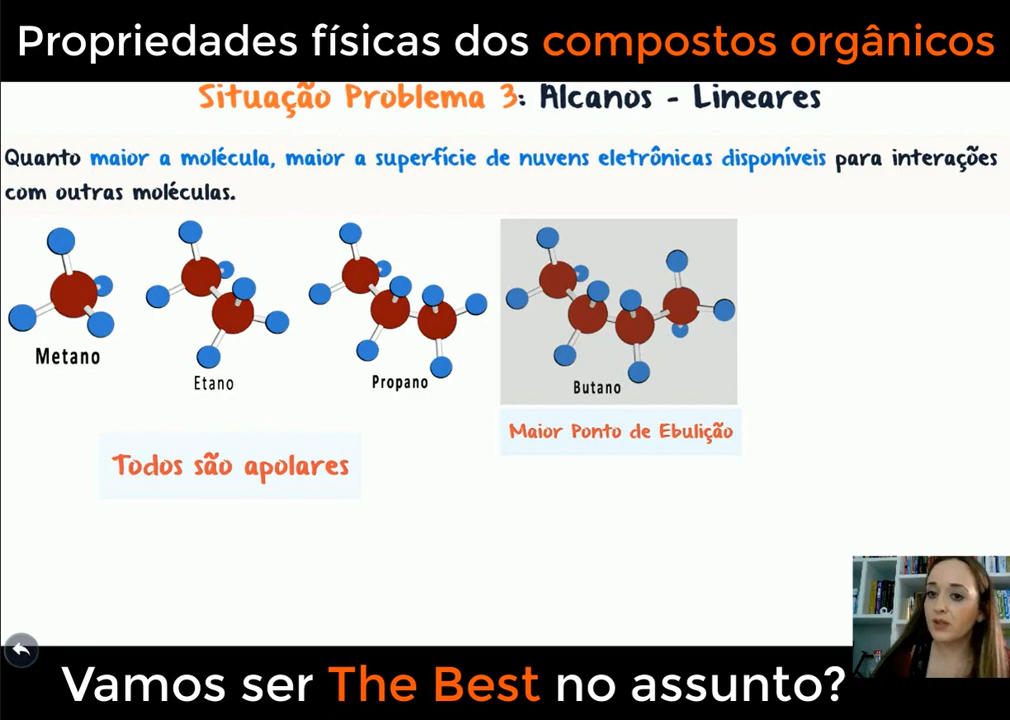 Propriedades físicas dos compostos orgânicos
Situação Problema 3: Alcanos - Lineares
Quanto maior a molécula, maior a superfície de nuvens eletrônicas disponíveis para interações
com outras moléculas.
Metano
Etano
Propano
Butano
Maior Ponto de Ebulição
Todos são apolares
Vamos ser The Best no assunto?